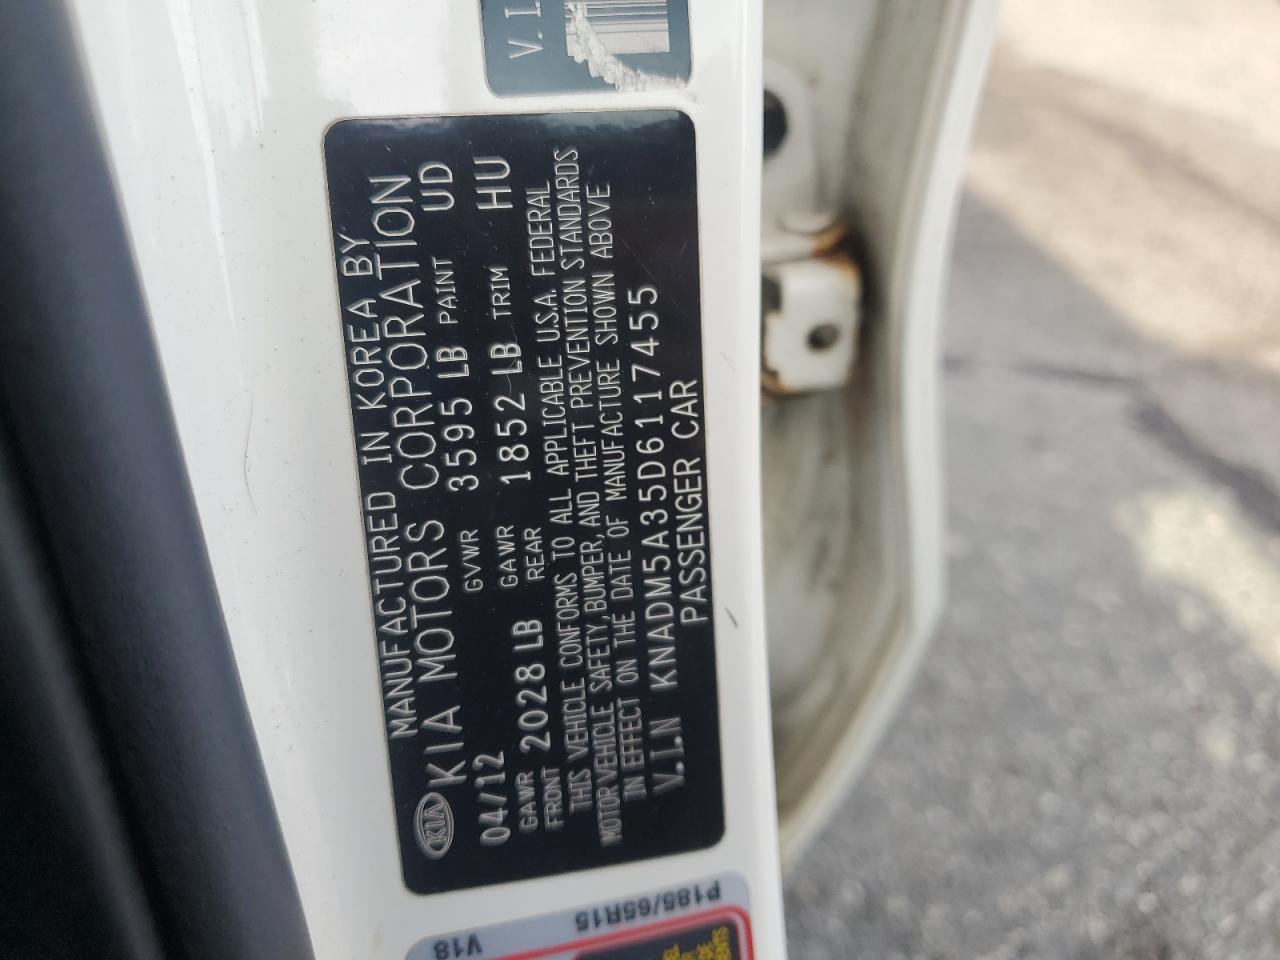 V.I
MANUFACTURED IN KOREA BY
KIA KIA MOTORS CORPORATION
04/12 GVWR 3595 LB PAINT UD
GAWR FRONT 2028 LB GAWR REAR 1852 LB TRIM HU
THIS VEHICLE CONFORMS TO ALL APPLICABLE U.S.A. FEDERAL
MOTOR VEHICLE SAFETY, BUMPER, AND THEFT PREVENTION STANDARDS
IN EFFECT ON THE DATE OF MANUFACTURE SHOWN ABOVE
V.I.N KNADM5A35D6117455
PASSENGER CAR
V18
P185/65R15